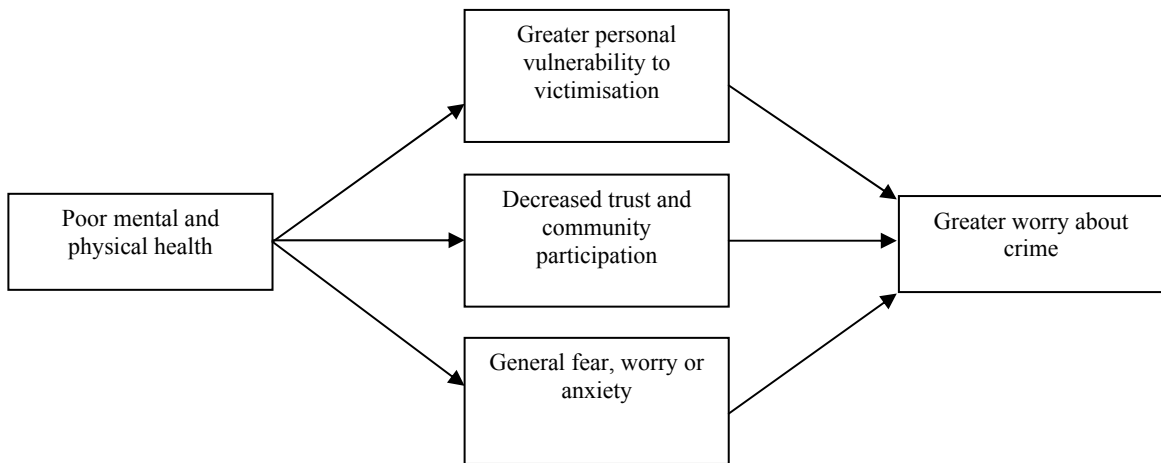 Greater personal
vulnerability to
victimisation
Poor mental and
physical health
Decreased trust and
community
participation
Greater worry about
crime
General fear, worry or
anxiety